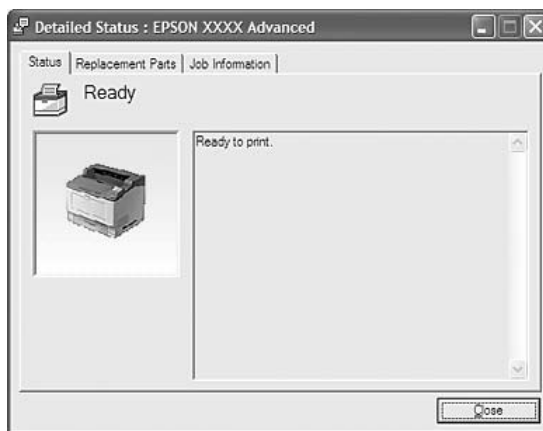 Detailed Status : EPSON XXXX Advanced
Status Replacement Parts Job Information
Ready
Ready to print.
Close